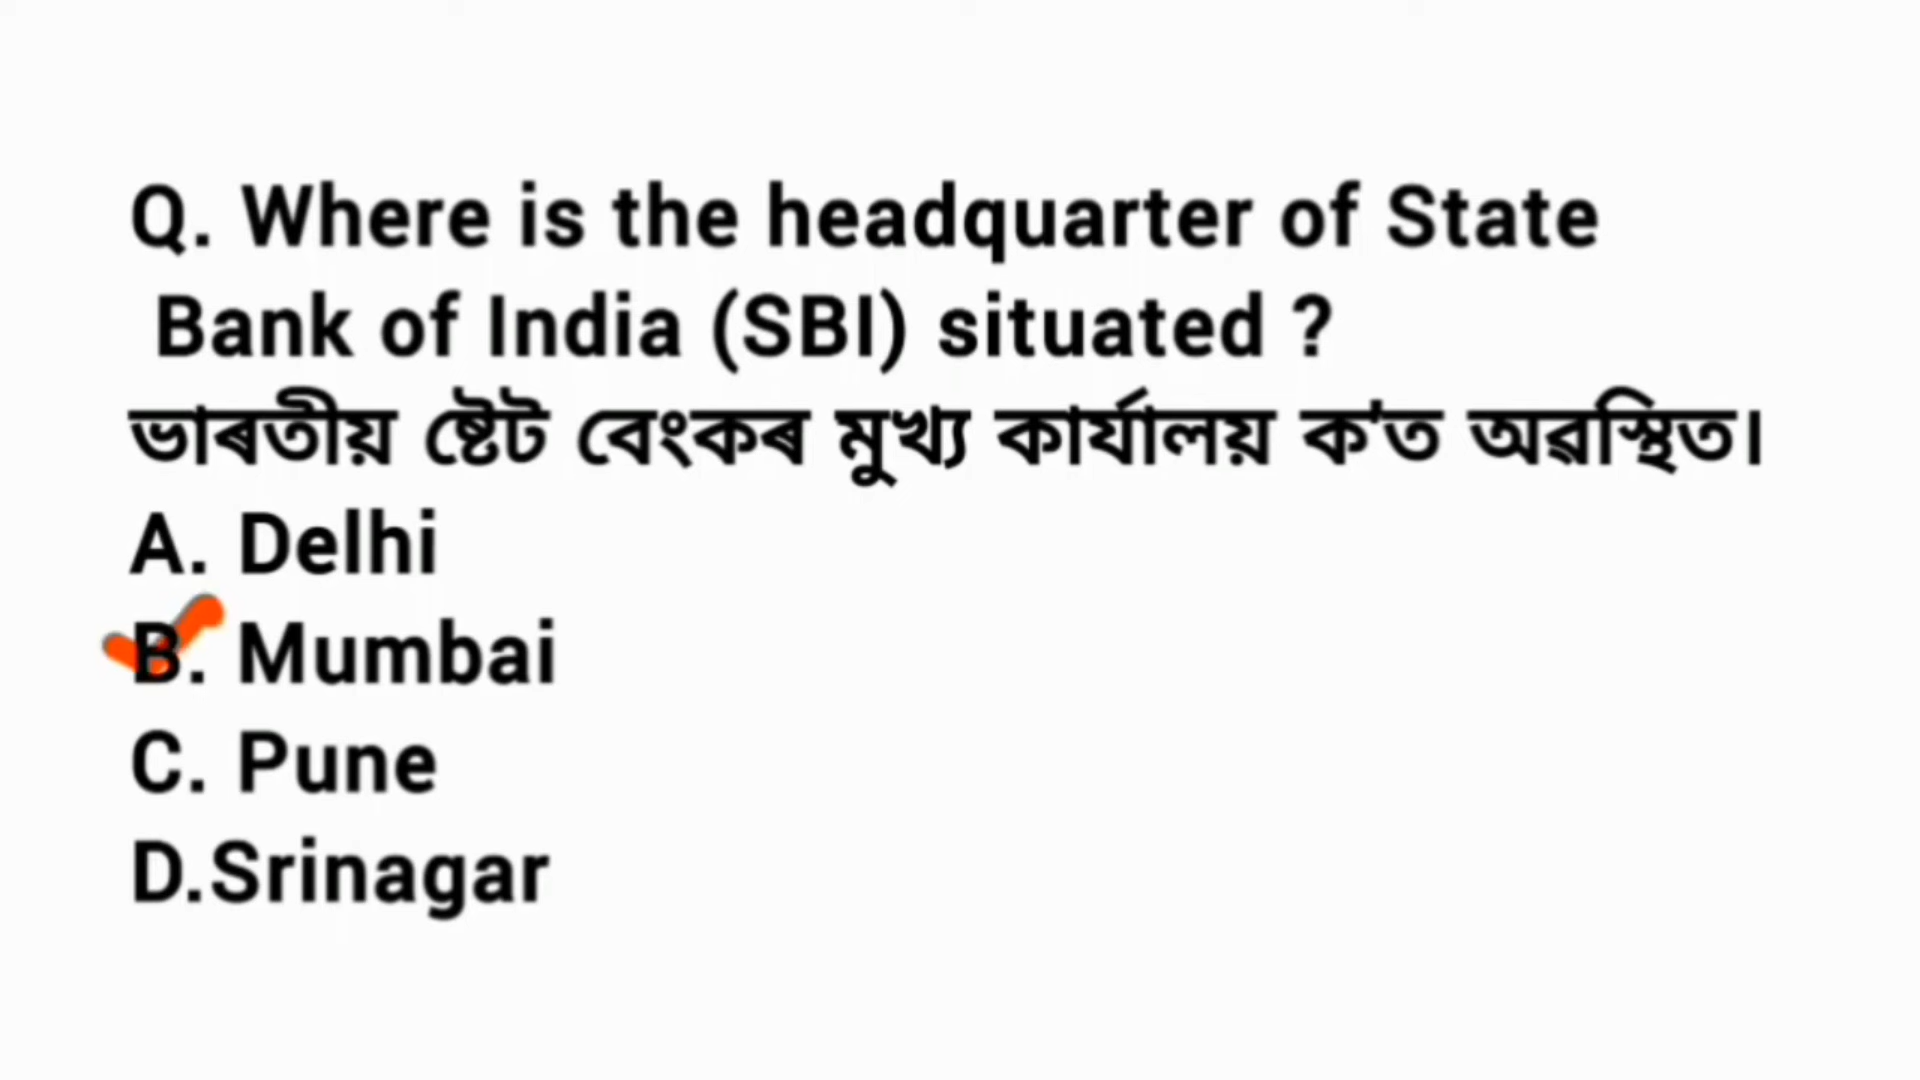 Q. Where is the headquarter of State
Bank of India (SBI) situated ?
ভাৰতীয় ষ্টেট বেংকৰ মুখ্য কাৰ্যালয় ক'ত অৱস্থিত।
A. Delhi
B. Mumbai
C. Pune
D.Srinagar